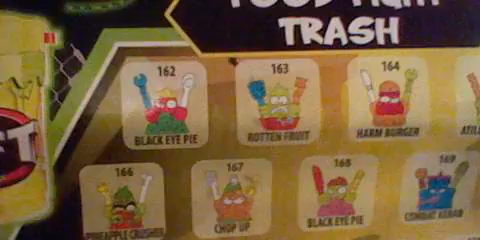 FOOD FIGHT
TRASH
162 163 164
BLACK EYE PIE ROTTEN FRUIT HARM BURGER
166 167 168 169
PINEAPPLE CRUSHER CHOP UP BLACK EYE PIE COMBAT KEBAB